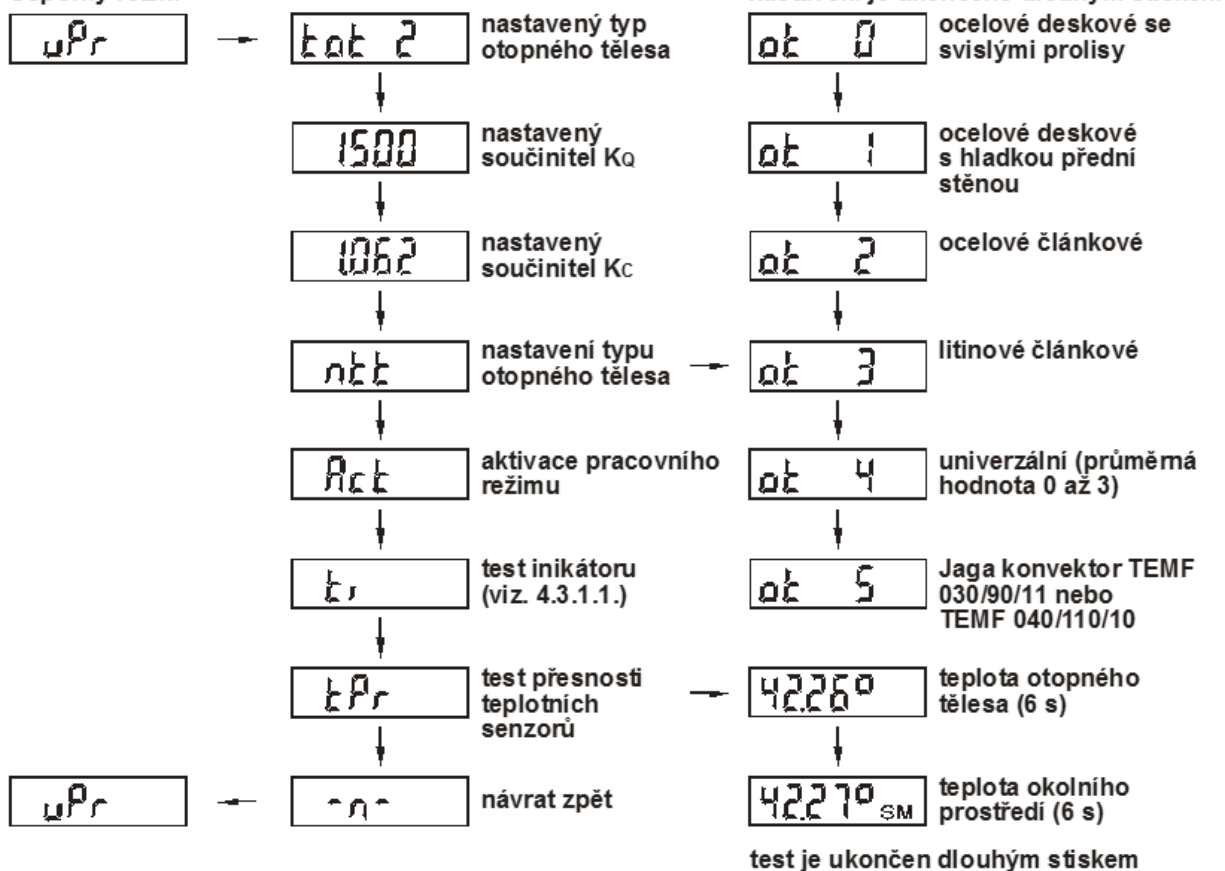 uPr
tot 2
nastavený typ
otopného tělesa
ot 0
ocelové deskové se
svislými prolisy
1500
nastavený
součinitel KQ
ot 1
ocelové deskové
s hladkou přední
stěnou
1.062
nastavený
součinitel KC
ot 2
ocelové článkové
ntt
nastavení typu
otopného tělesa
ot 3
litinové článkové
Act
aktivace pracovního
režimu
ot 4
univerzální (průměrná
hodnota 0 až 3)
ti
test inikátoru
(viz. 4.3.1.1.)
ot 5
Jaga konvektor TEMF
030/90/11 nebo
TEMF 040/110/10
tPr
test přesnosti
teplotních
senzorů
42.26°
teplota otopného
tělesa (6 s)
uPr
-n-
návrat zpět
42.27° SM
teplota okolního
prostředí (6 s)
test je ukončen dlouhým stiskem